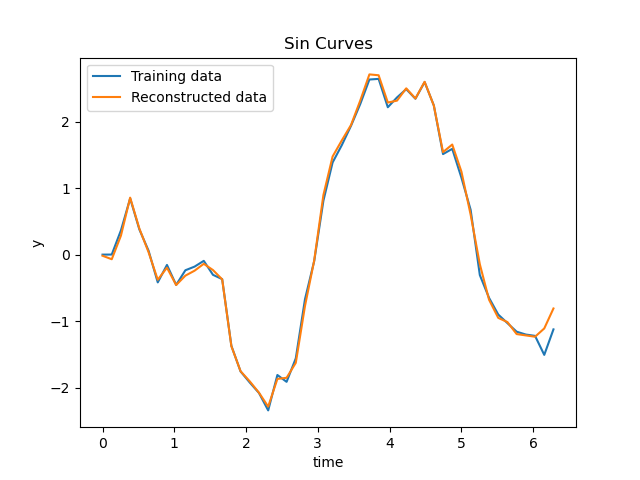 Sin Curves
Training data
Reconstructed data
2
1
0
−1
−2
y
0 1 2 3 4 5 6
time